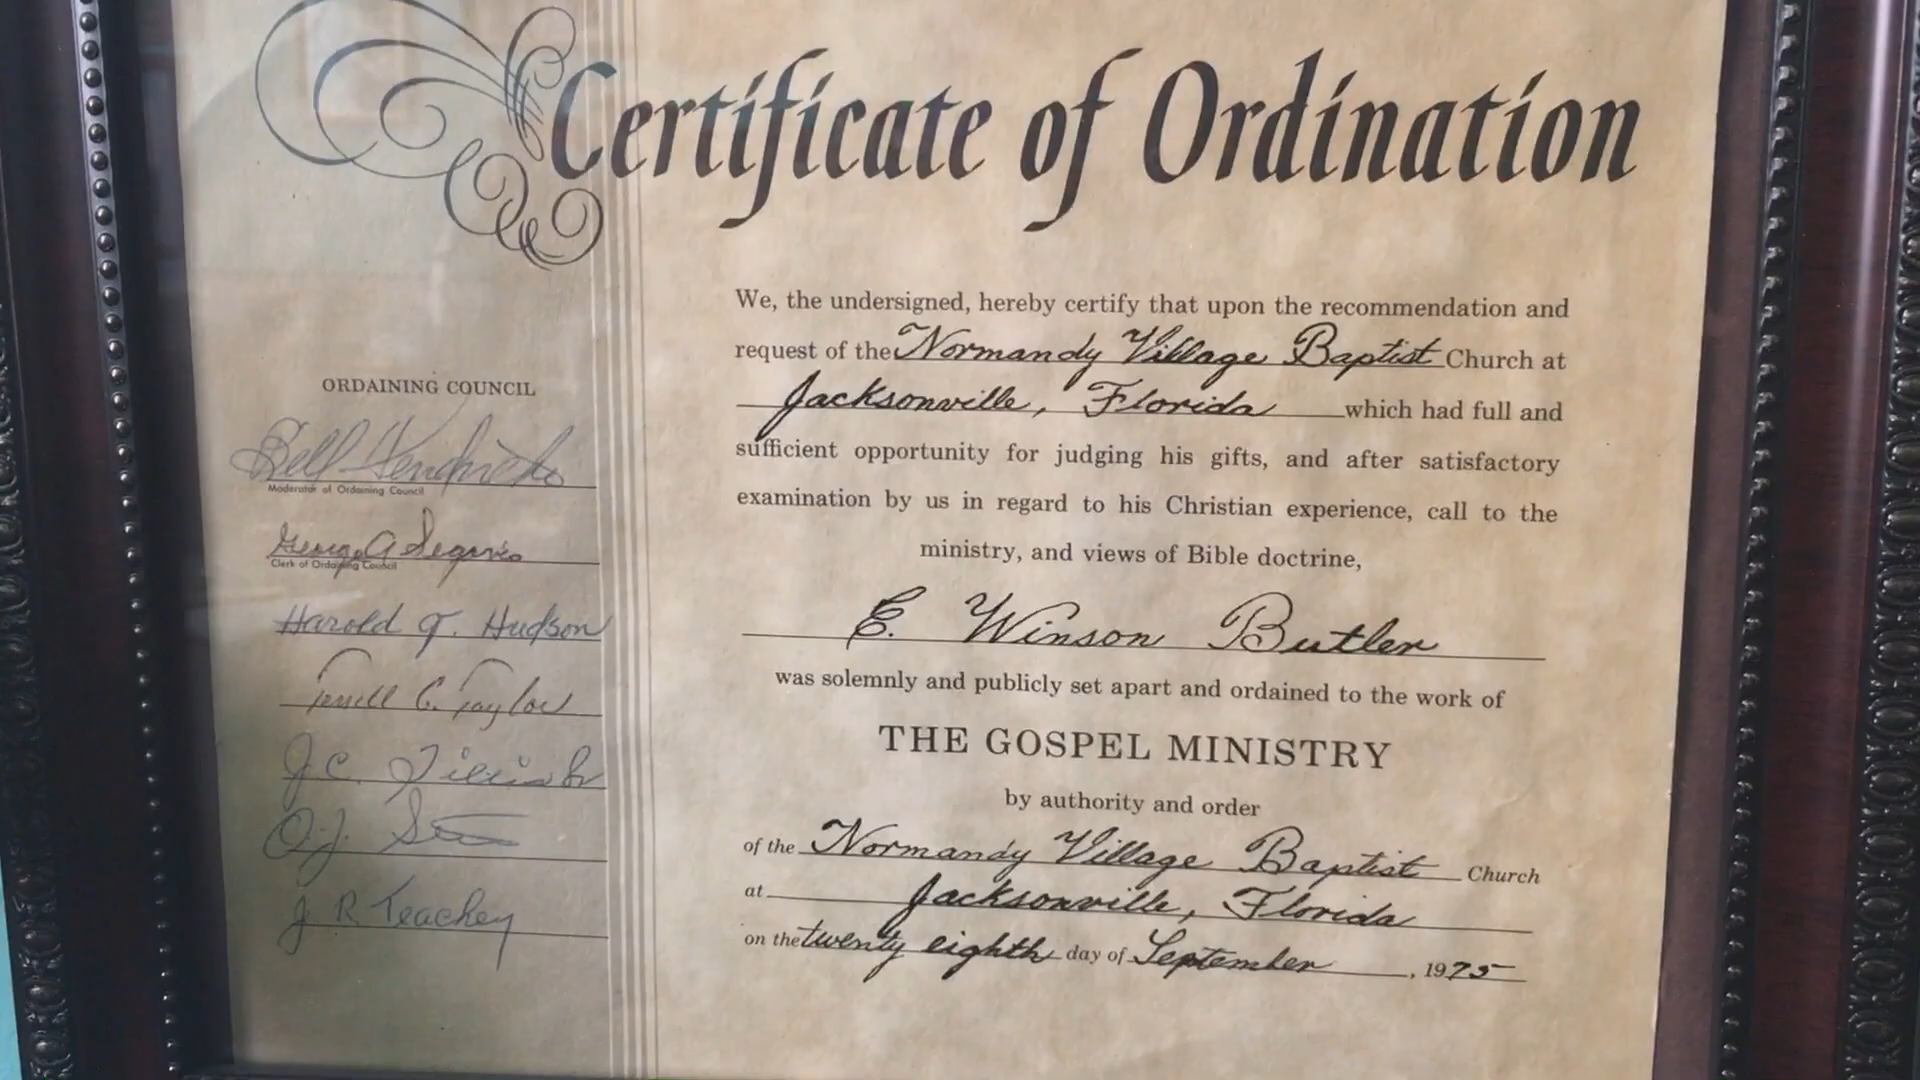 Certificate of Ordination
We, the undersigned, hereby certify that upon the recommendation and
request of the Normandy Village Baptist Church at
Jacksonville, Florida which had full and
sufficient opportunity for judging his gifts, and after satisfactory
examination by us in regard to his Christian experience, call to the
ministry, and views of Bible doctrine,
E. Winson Butler
was solemnly and publicly set apart and ordained to the work of
THE GOSPEL MINISTRY
by authority and order
of the Normandy Village Baptist Church
at Jacksonville, Florida
on the twenty eighth day of September, 1975
ORDAINING COUNCIL
Hendricks
Moderator of Ordaining Council
George A
Clerk of Ordaining Council
Harold T. Hudson
C. Taylor
J.C.
O.J.
J R Teachey